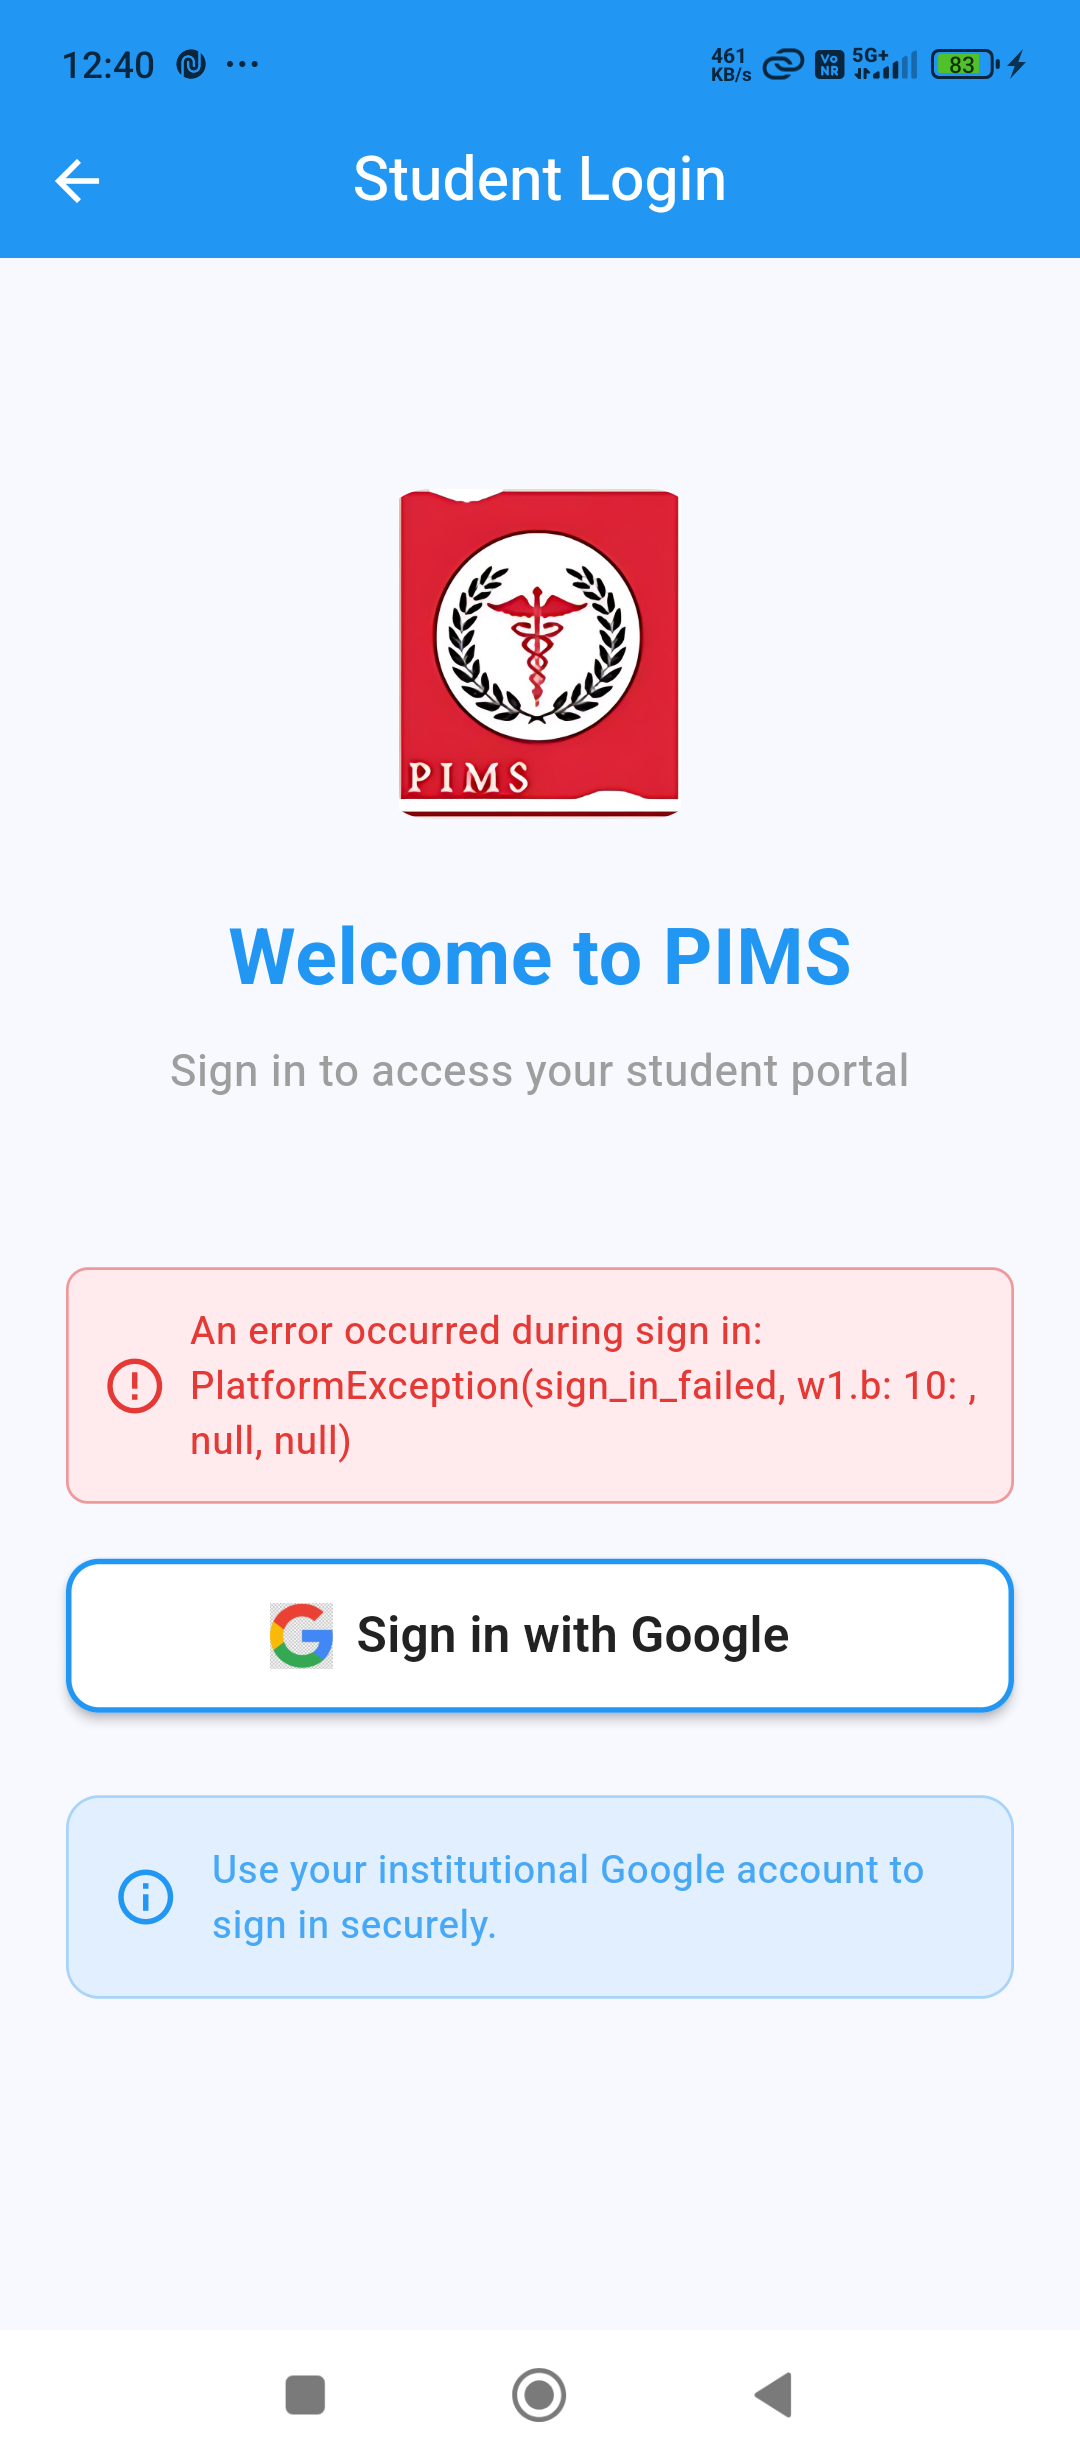 12:40 ...
461 KB/s Vo NR 5G+ 83
Student Login
PIMS
Welcome to PIMS
Sign in to access your student portal
An error occurred during sign in:
PlatformException(sign_in_failed, w1.b: 10: ,
null, null)
Sign in with Google
Use your institutional Google account to
sign in securely.